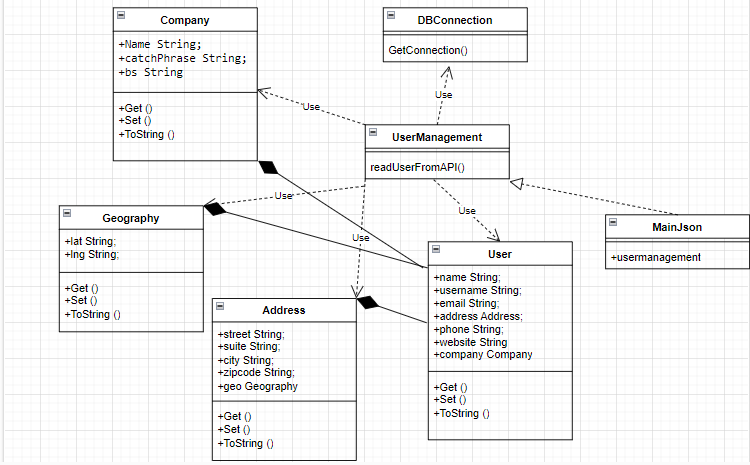 Company
+Name String;
+catchPhrase String;
+bs String
+Get ()
+Set ()
+ToString ()
DBConnection
GetConnection()
Use
Use
UserManagement
readUserFromAPI()
Use
Use
Use
Geography
+lat String;
+lng String;
+Get ()
+Set ()
+ToString ()
MainJson
+usermanagement
User
+name String;
+username String;
+email String;
+address Address;
+phone String;
+website String
+company Company
+Get ()
+Set ()
+ToString ()
Address
+street String;
+suite String;
+city String;
+zipcode String;
+geo Geography
+Get ()
+Set ()
+ToString ()